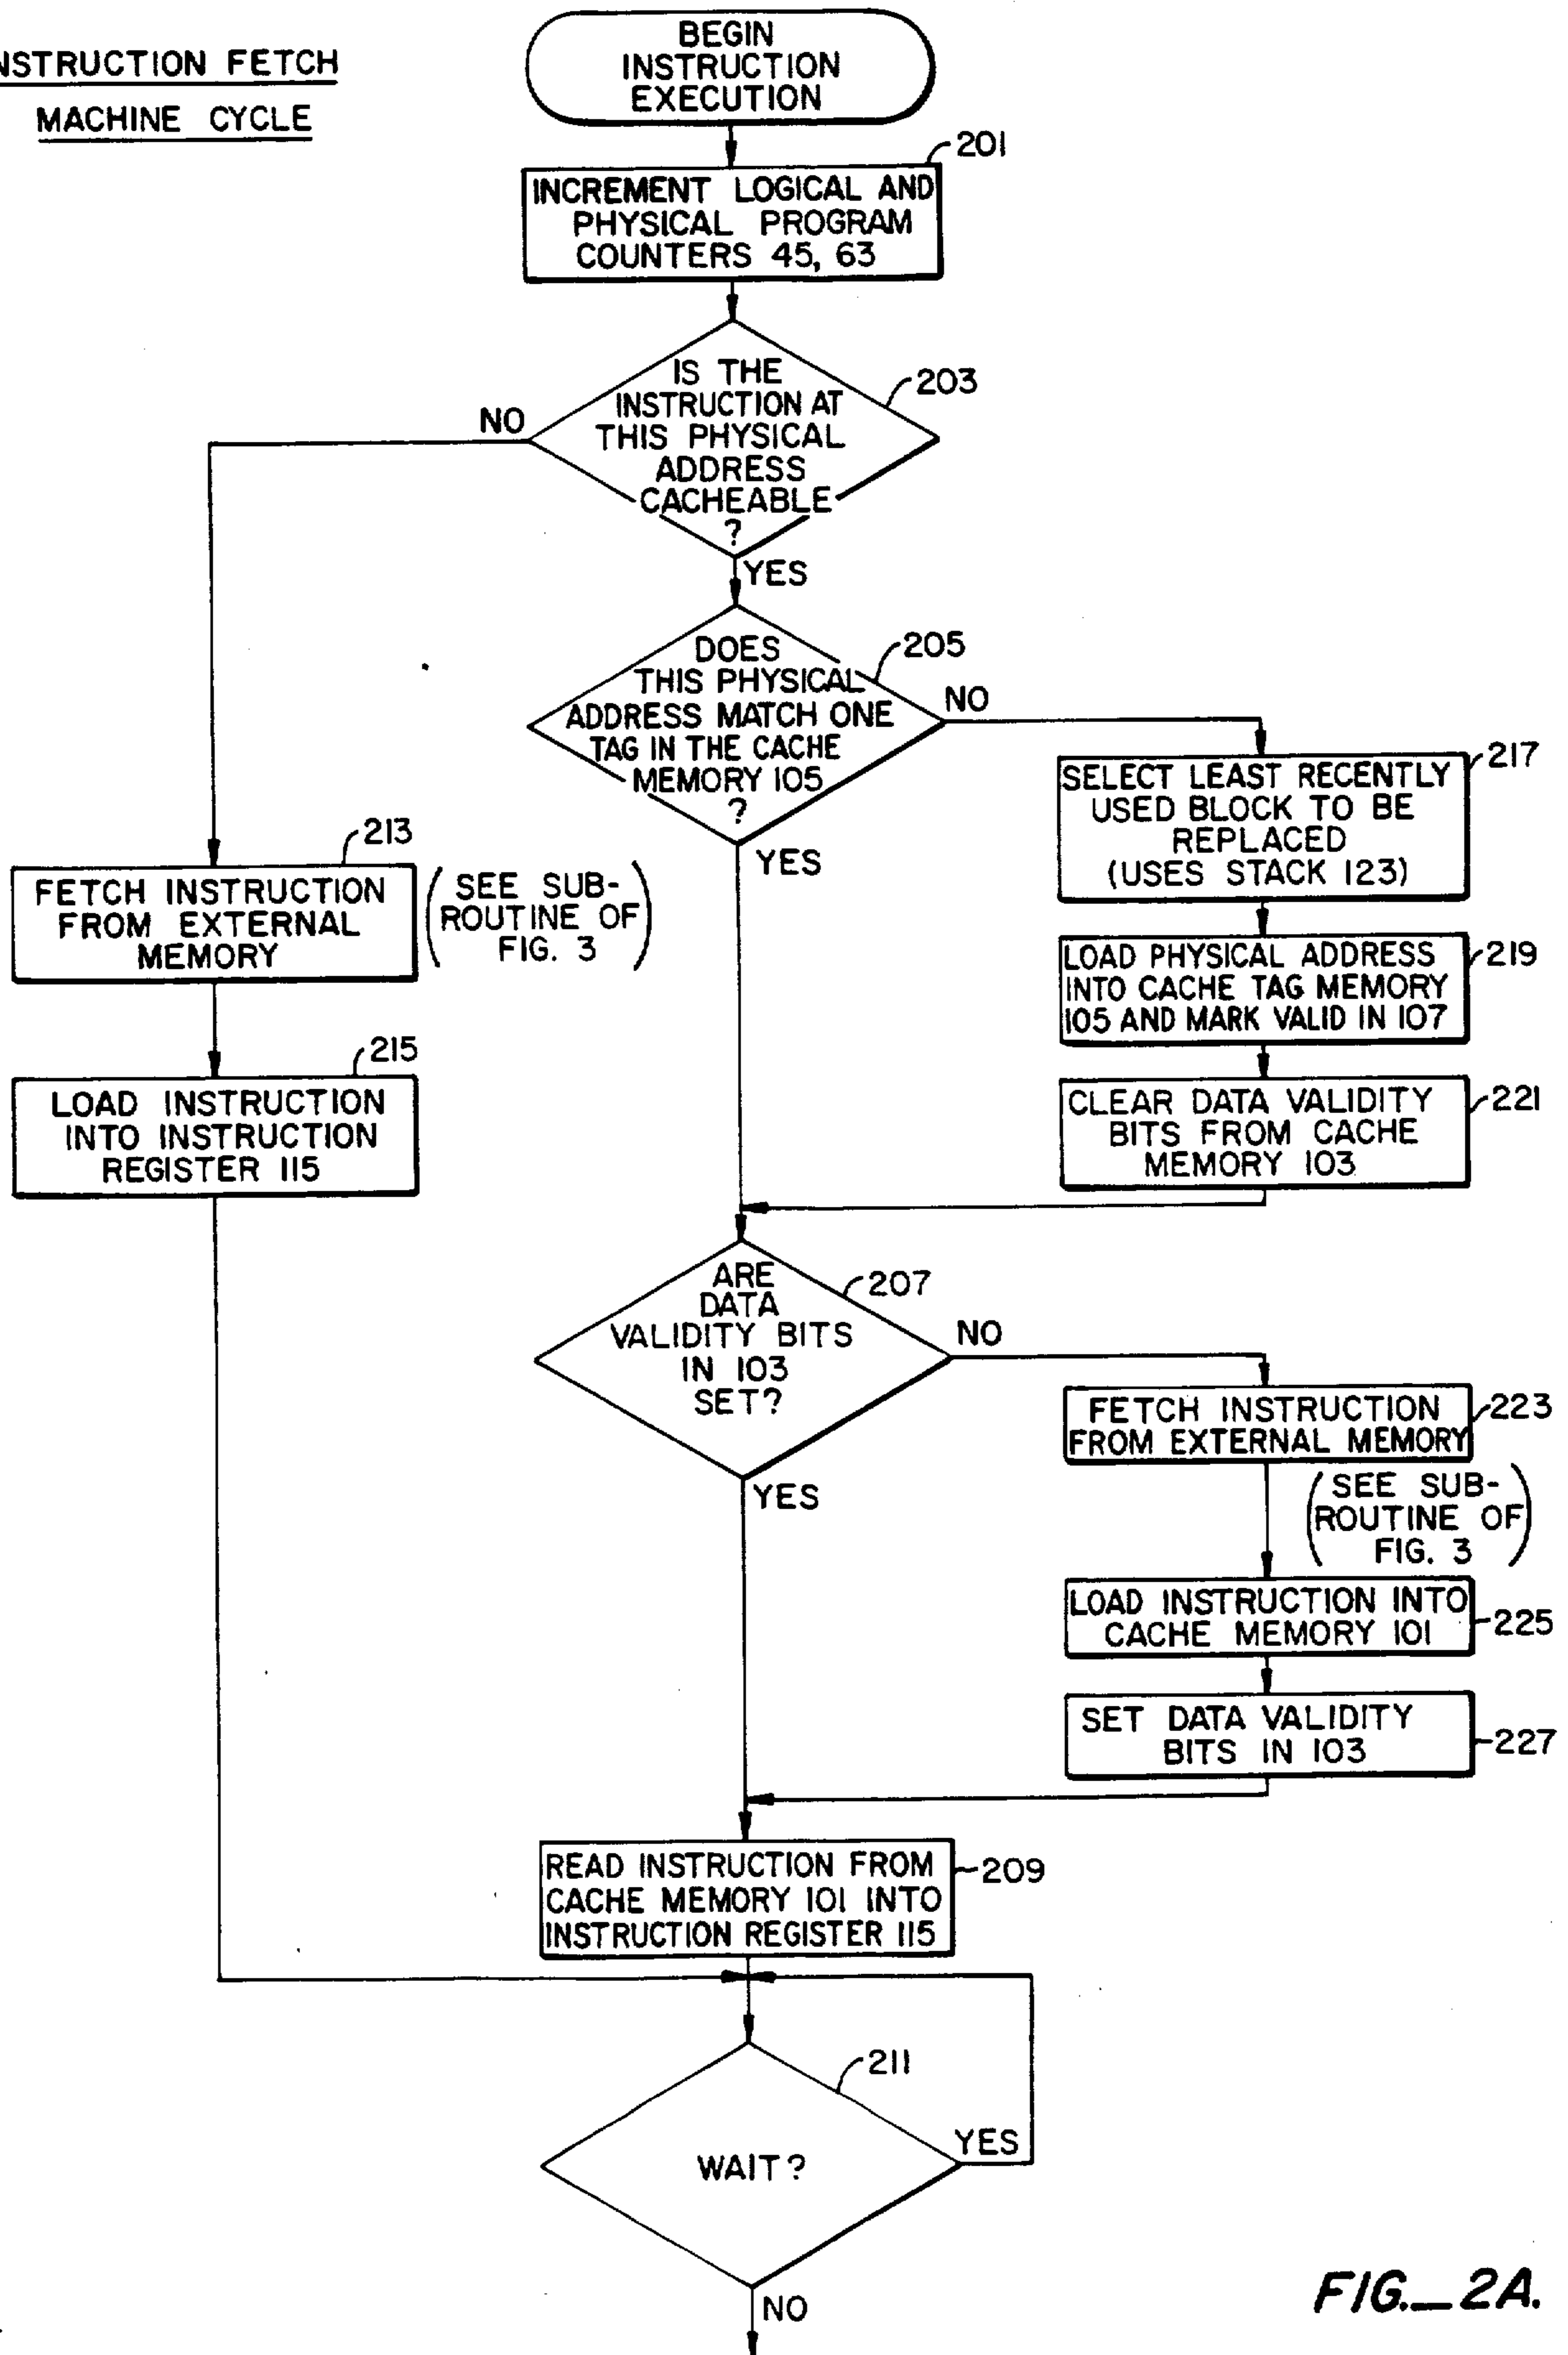 NSTRUCTION FETCH
MACHINE CYCLE
BEGIN
INSTRUCTION
EXECUTION
201
INCREMENT LOGICAL AND
PHYSICAL PROGRAM
COUNTERS 45, 63
IS THE
INSTRUCTION AT
THIS PHYSICAL
ADDRESS
CACHEABLE
?
203
NO
YES
DOES
THIS PHYSICAL
ADDRESS MATCH ONE
TAG IN THE CACHE
MEMORY 105
?
205
NO
YES
217
SELECT LEAST RECENTLY
USED BLOCK TO BE
REPLACED
(USES STACK 123)
213
FETCH INSTRUCTION
FROM EXTERNAL
MEMORY
(SEE SUB-
ROUTINE OF
FIG. 3)
LOAD PHYSICAL ADDRESS
INTO CACHE TAG MEMORY
105 AND MARK VALID IN 107
219
215
LOAD INSTRUCTION
INTO INSTRUCTION
REGISTER 115
CLEAR DATA VALIDITY
BITS FROM CACHE
MEMORY 103
221
ARE
DATA
VALIDITY BITS
IN 103
SET?
207
NO
YES
FETCH INSTRUCTION
FROM EXTERNAL MEMORY
223
(SEE SUB-
ROUTINE OF
FIG. 3)
LOAD INSTRUCTION INTO
CACHE MEMORY 101
225
SET DATA VALIDITY
BITS IN 103
227
READ INSTRUCTION FROM
CACHE MEMORY 101 INTO
INSTRUCTION REGISTER 115
209
211
WAIT?
YES
NO
FIG._2A.